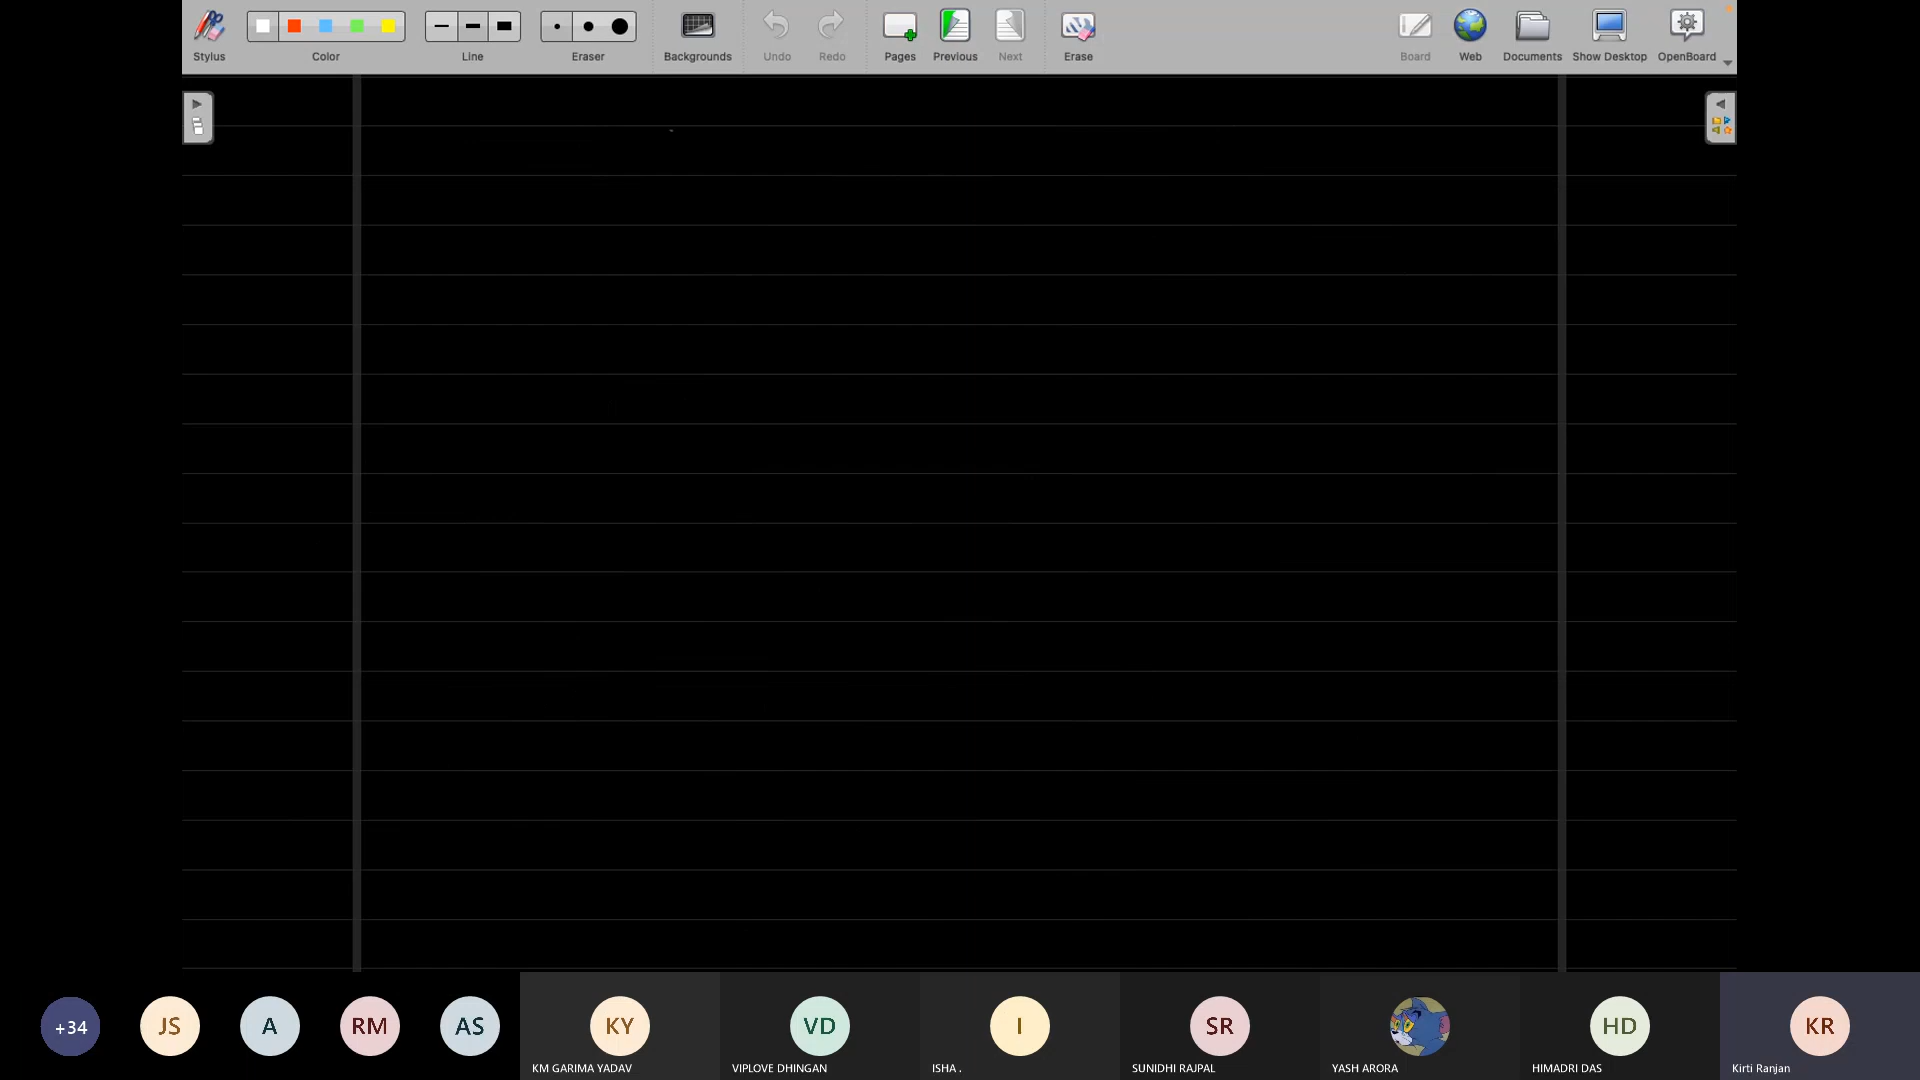 Stylus Color Line Eraser Backgrounds Undo Redo Pages Previous Next Erase Board Web Documents Show Desktop OpenBoard
+34 JS A RM AS KY VD I SR HD KR
KM GARIMA YADAV VIPLOVE DHINGAN ISHA . SUNIDHI RAJPAL YASH ARORA HIMADRI DAS Kirti Ranjan